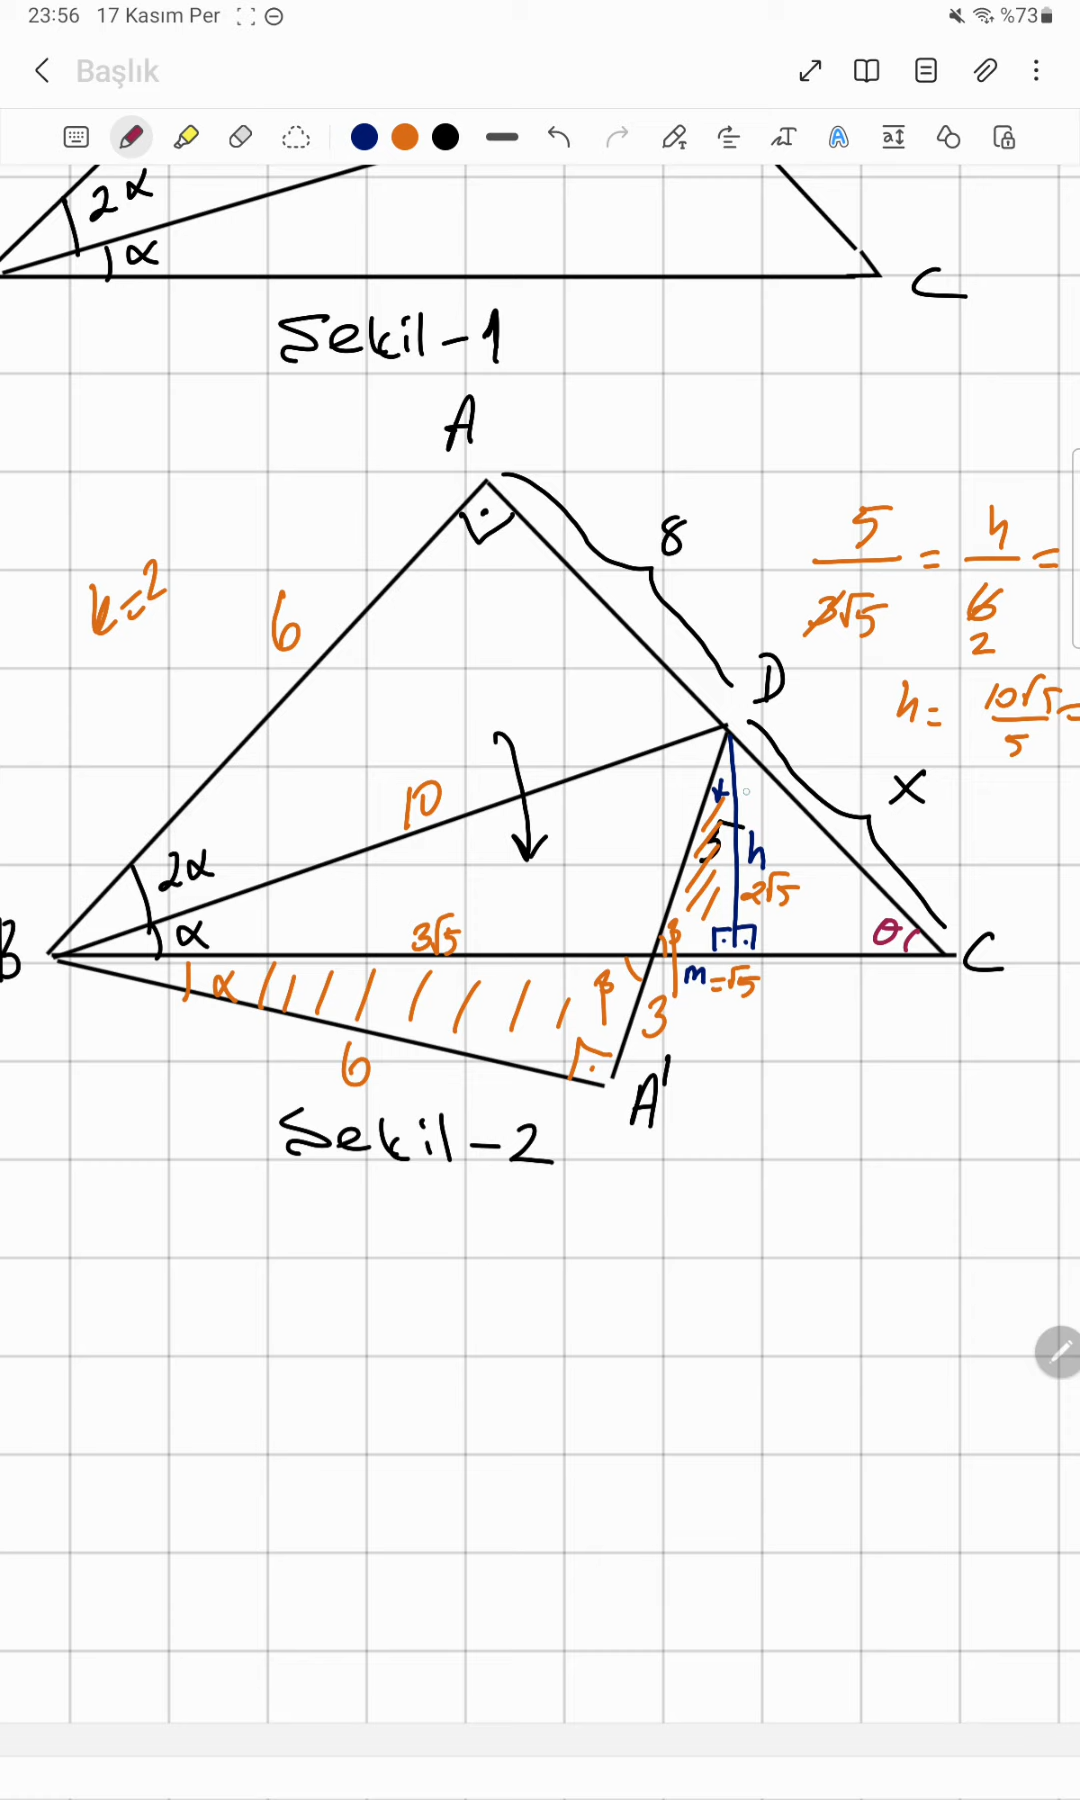 23:56 17 Kasım Per %73
Başlık
2α
α
C
Şekil-1
A
8
5/3√5 = h/6 =
2
k=2
6
D
h = 10√5/5 =
10
x
2α
h
5
2√5
B
α
3√5
β
θ
C
α
β
m = √5
3
6
A'
Şekil-2